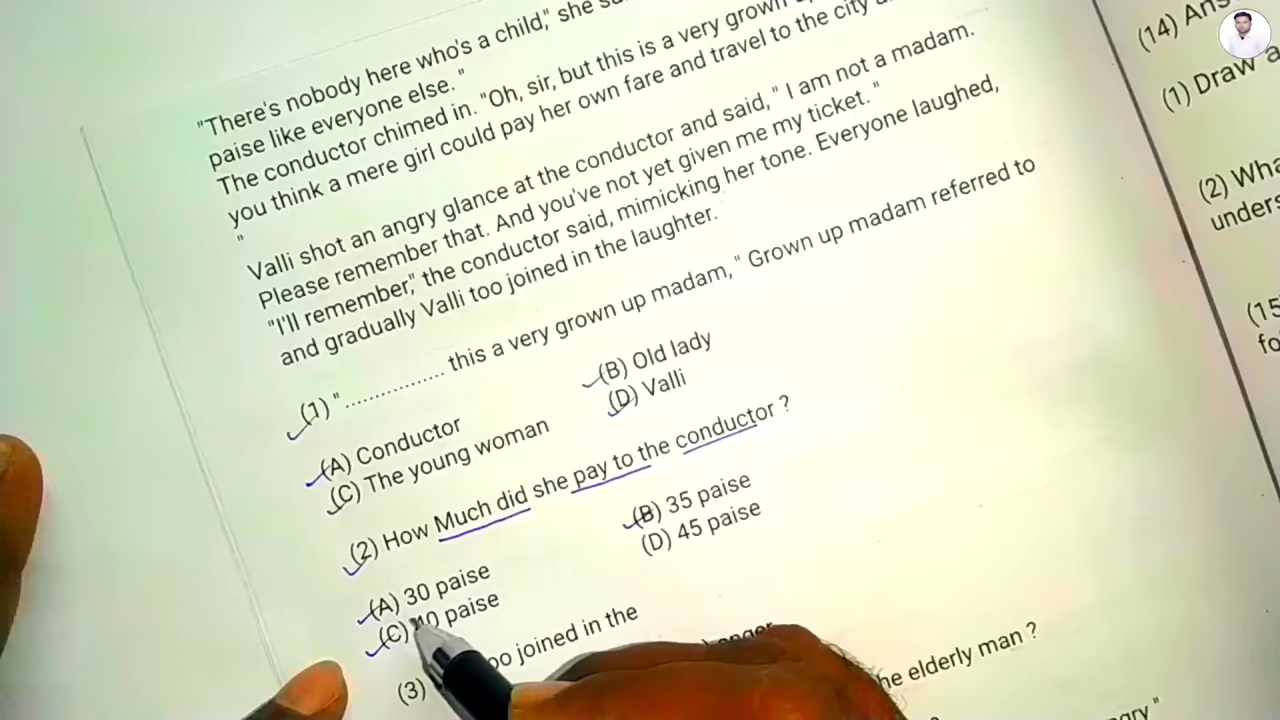 "There's nobody here who's a child," she
paise like everyone else. "
The conductor chimed in. "Oh, sir, but this is a very grown
you think a mere girl could pay her own fare and travel to the city
"
Valli shot an angry glance at the conductor and said," I am not a madam.
Please remember that. And you've not yet given me my ticket. "
"I'll remember," the conductor said, mimicking her tone. Everyone laughed,
and gradually Valli too joined in the laughter.
(1) "................. this a very grown up madam," Grown up madam referred to
(A) Conductor
(B) Old lady
(C) The young woman
(D) Valli
(2) How Much did she pay to the conductor ?
(A) 30 paise
(B) 35 paise
(C) 40 paise
(D) 45 paise
(3) joined in the
anger
the elderly man ?
(14)
(1) Draw
(2)